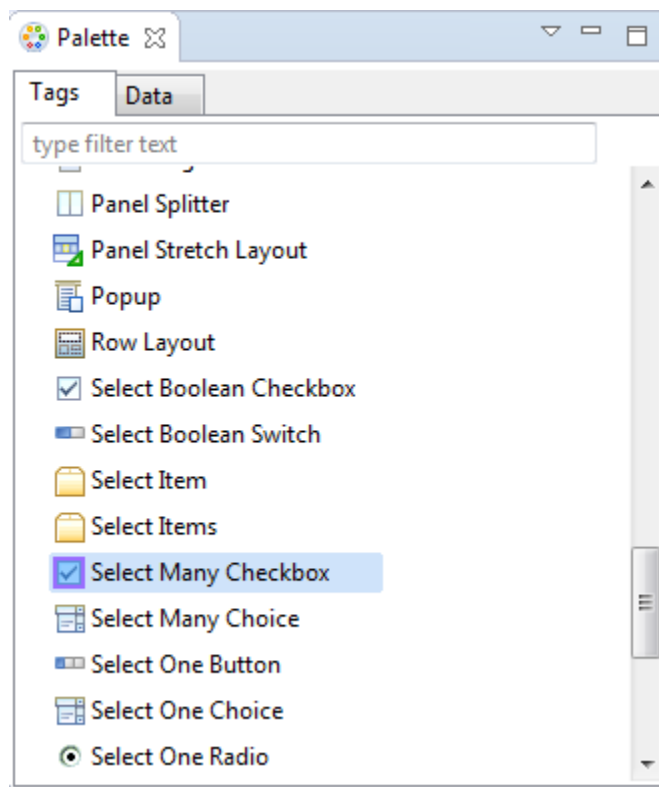 Palette
Tags
Data
type filter text
Panel Splitter
Panel Stretch Layout
Popup
Row Layout
Select Boolean Checkbox
Select Boolean Switch
Select Item
Select Items
Select Many Checkbox
Select Many Choice
Select One Button
Select One Choice
Select One Radio